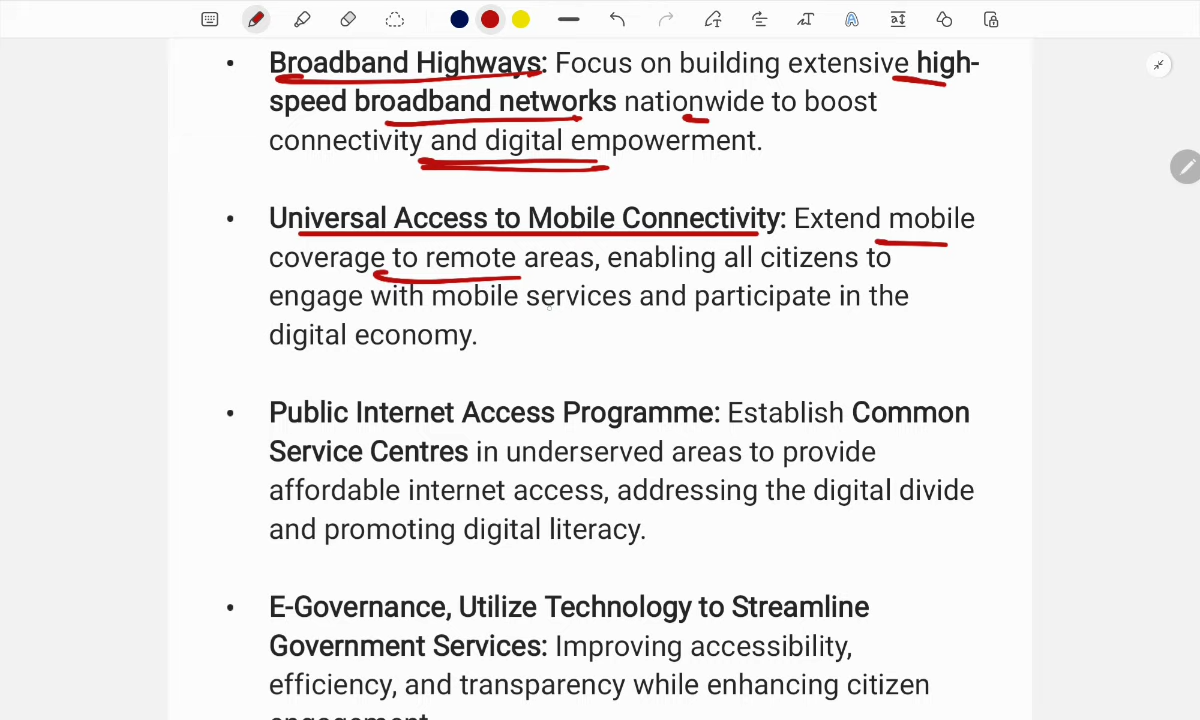 • Broadband Highways: Focus on building extensive high-
speed broadband networks nationwide to boost
connectivity and digital empowerment.
• Universal Access to Mobile Connectivity: Extend mobile
coverage to remote areas, enabling all citizens to
engage with mobile services and participate in the
digital economy.
• Public Internet Access Programme: Establish Common
Service Centres in underserved areas to provide
affordable internet access, addressing the digital divide
and promoting digital literacy.
• E-Governance, Utilize Technology to Streamline
Government Services: Improving accessibility,
efficiency, and transparency while enhancing citizen
engagement.